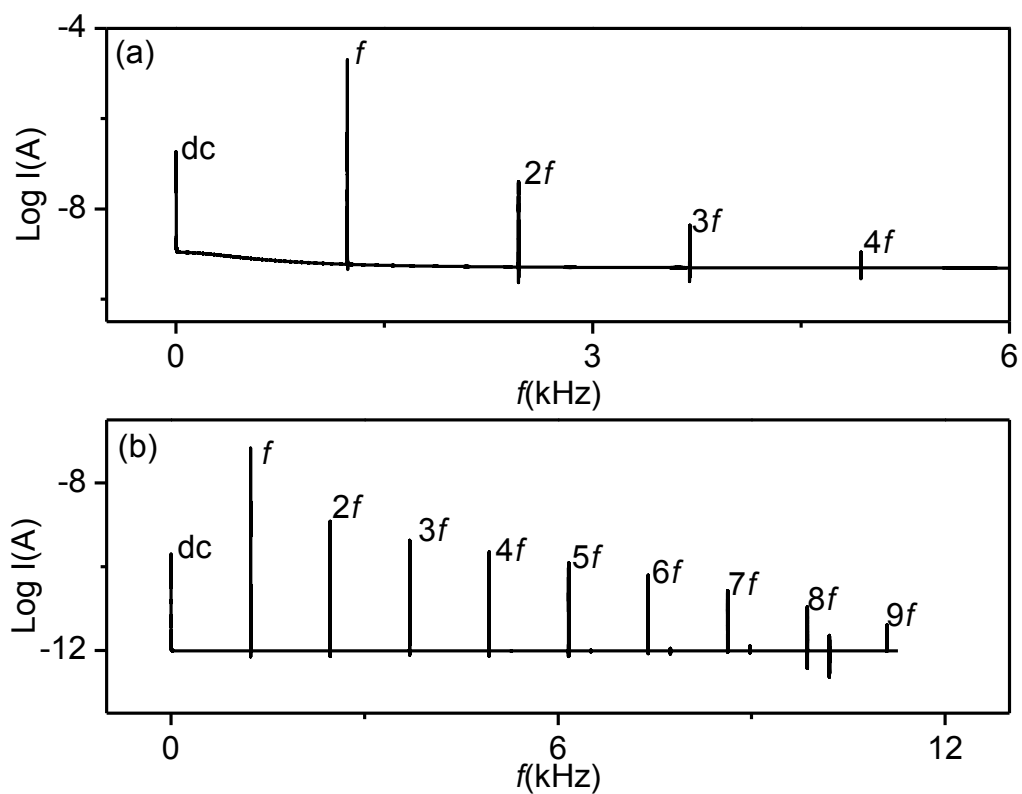 (a)
-4
f
dc
2f
3f
4f
-8
Log I(A)
0 3 6
f(kHz)
(b)
f
-8
2f
3f
dc
4f
5f
6f
7f
8f
9f
-12
Log I(A)
0 6 12
f(kHz)